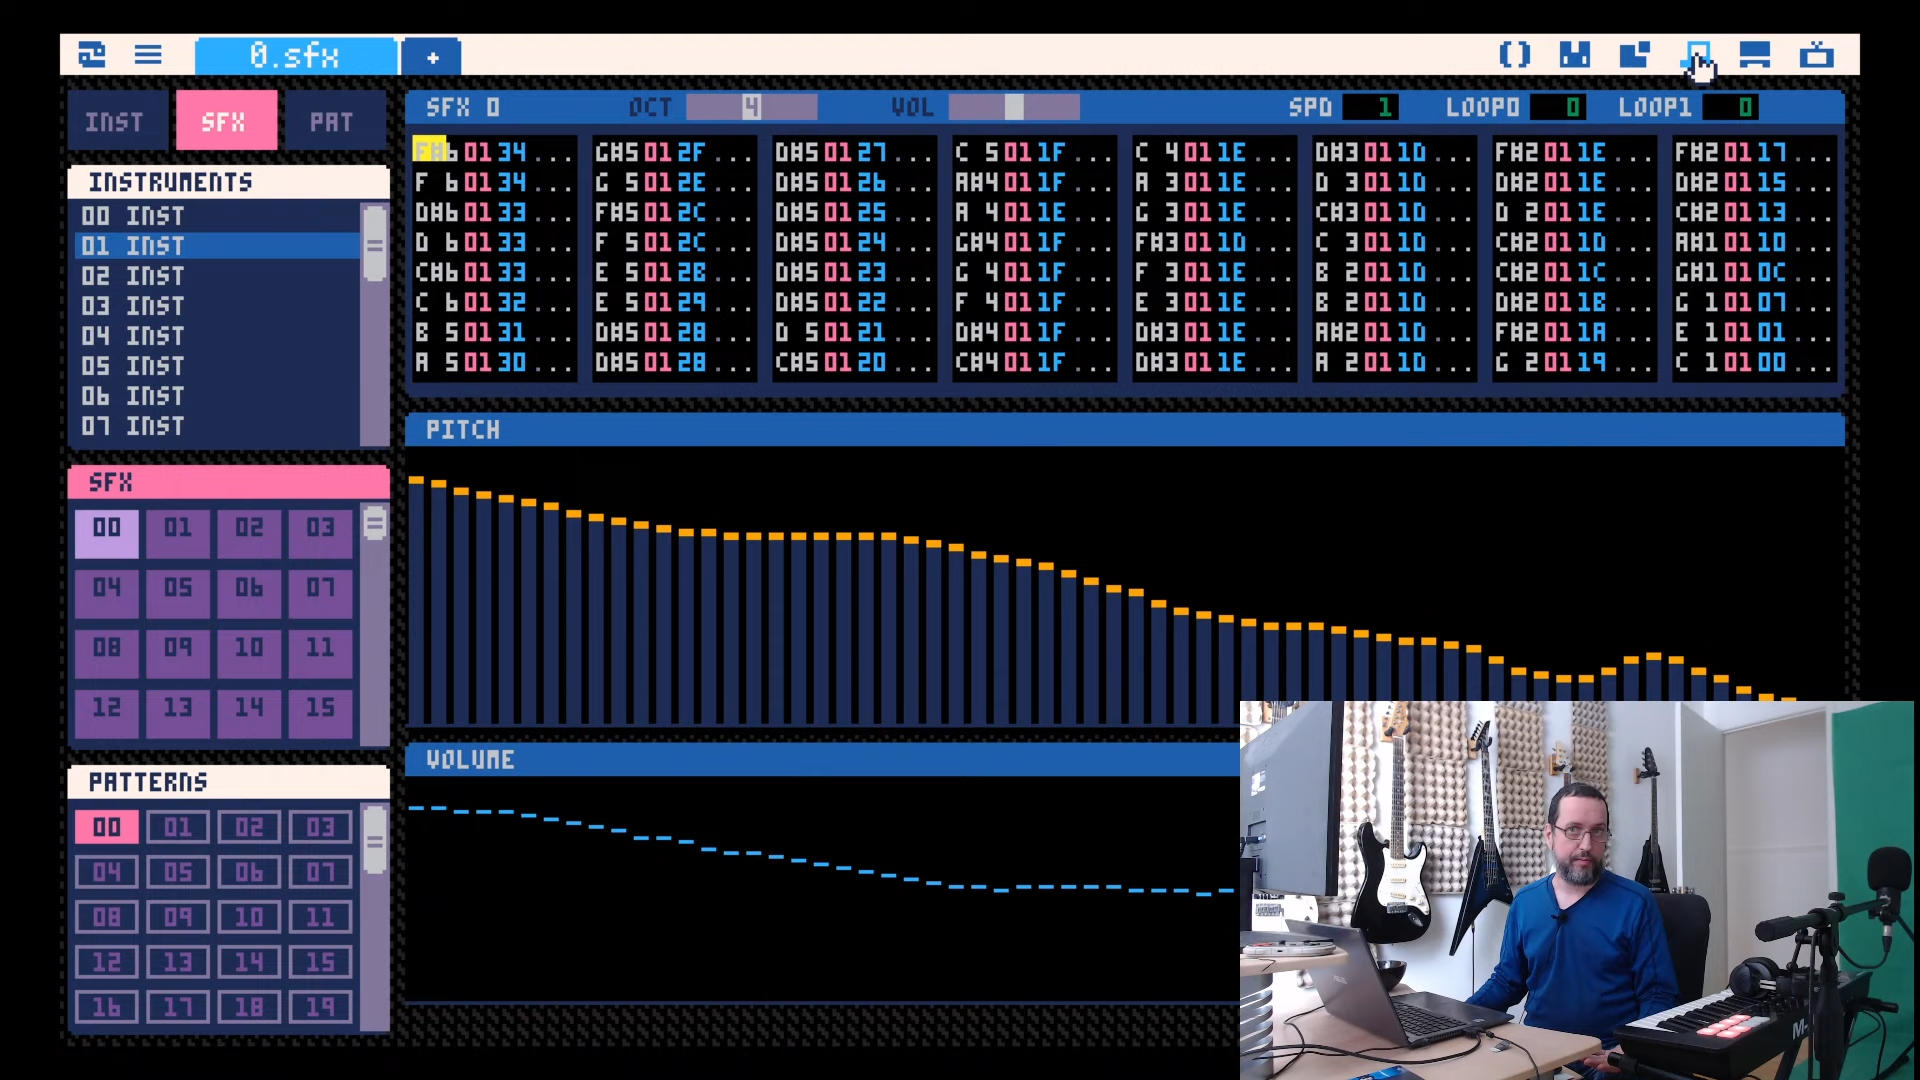 0.sfx +
INST SFX PAT
INSTRUMENTS
00 INST
01 INST
02 INST
03 INST
04 INST
05 INST
06 INST
07 INST
SFX
00 01 02 03
04 05 06 07
08 09 10 11
12 13 14 15
PATTERNS
00 01 02 03
04 05 06 07
08 09 10 11
12 13 14 15
16 17 18 19
SFX 0 OCT 4 VOL SPD 1 LOOP0 0 LOOP1 0
F#6 01 34 ... G#5 01 2F ... D#5 01 27 ... C 5 01 1F ... C 4 01 1E ... D#3 01 1D ... F#2 01 1E ... F#2 01 17 ...
F 6 01 34 ... G 5 01 2E ... D#5 01 26 ... A#4 01 1F ... A 3 01 1E ... D 3 01 1D ... D#2 01 1E ... D#2 01 15 ...
D#6 01 33 ... F#5 01 2C ... D#5 01 25 ... A 4 01 1E ... G 3 01 1E ... C#3 01 1D ... D 2 01 1E ... C#2 01 13 ...
D 6 01 33 ... F 5 01 2C ... D#5 01 24 ... G#4 01 1F ... F#3 01 1D ... C 3 01 1D ... C#2 01 1D ... A#1 01 10 ...
C#6 01 33 ... E 5 01 2B ... D#5 01 23 ... G 4 01 1F ... F 3 01 1E ... B 2 01 1D ... C#2 01 1C ... G#1 01 0C ...
C 6 01 32 ... E 5 01 29 ... D#5 01 22 ... F 4 01 1F ... E 3 01 1E ... B 2 01 1D ... D#2 01 1B ... G 1 01 07 ...
B 5 01 31 ... D#5 01 28 ... D 5 01 21 ... D#4 01 1F ... D#3 01 1E ... A#2 01 1D ... F#2 01 1A ... E 1 01 01 ...
A 5 01 30 ... D#5 01 28 ... C#5 01 20 ... C#4 01 1F ... D#3 01 1E ... A 2 01 1D ... G 2 01 19 ... C 1 01 00 ...
PITCH
VOLUME